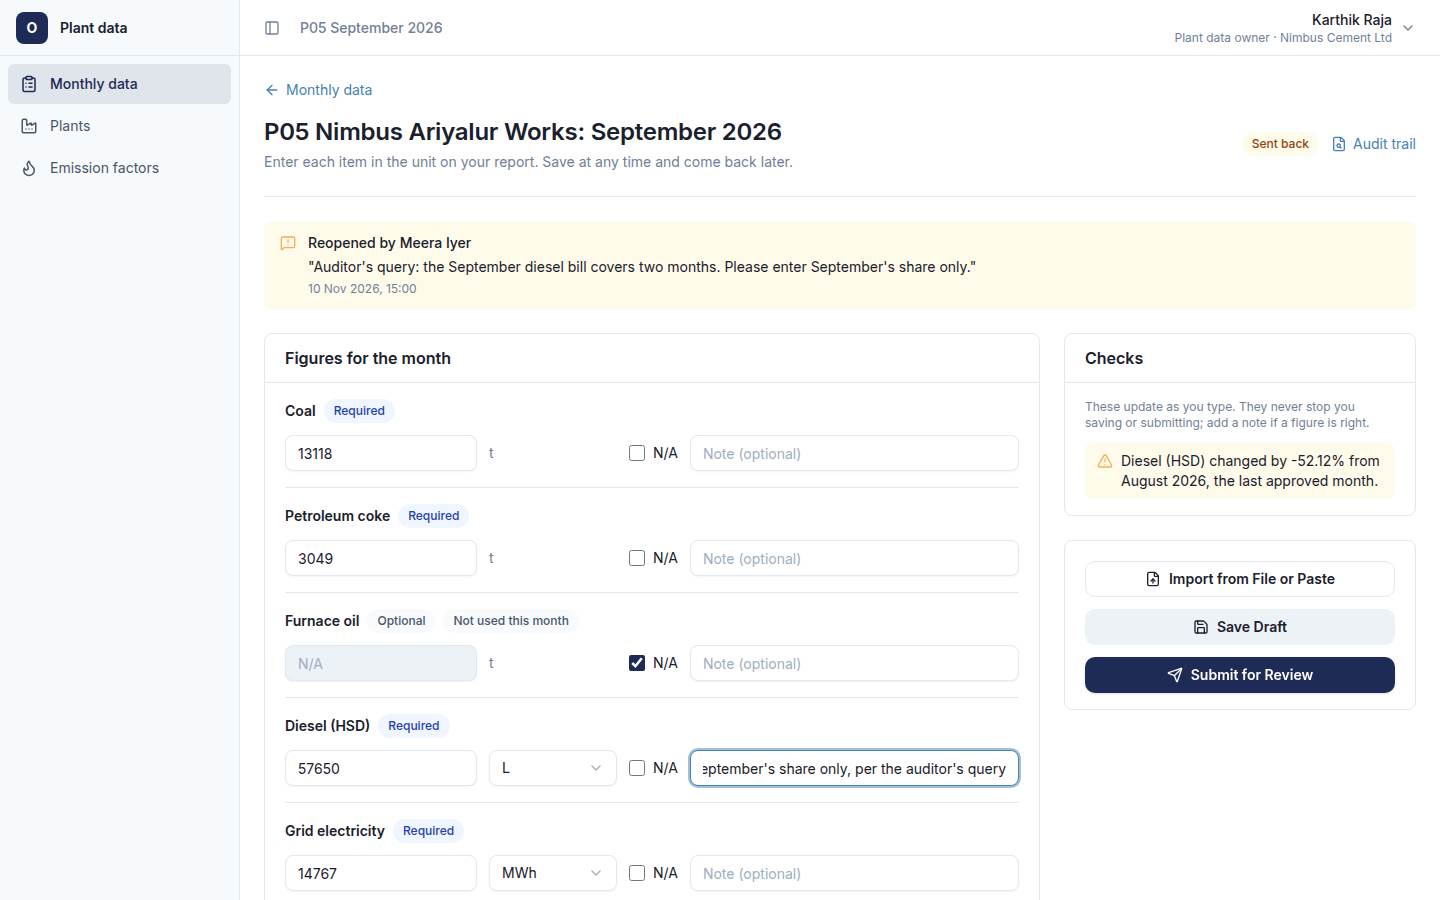 O Plant data
P05 September 2026
Karthik Raja
Plant data owner · Nimbus Cement Ltd
Monthly data
Plants
Emission factors
Monthly data
P05 Nimbus Ariyalur Works: September 2026
Enter each item in the unit on your report. Save at any time and come back later.
Sent back
Audit trail
Reopened by Meera Iyer
"Auditor's query: the September diesel bill covers two months. Please enter September's share only."
10 Nov 2026, 15:00
Figures for the month
Coal Required
13118 t N/A Note (optional)
Petroleum coke Required
3049 t N/A Note (optional)
Furnace oil Optional Not used this month
N/A t N/A Note (optional)
Diesel (HSD) Required
57650 L N/A eptember's share only, per the auditor's query
Grid electricity Required
14767 MWh N/A Note (optional)
Checks
These update as you type. They never stop you
saving or submitting; add a note if a figure is right.
Diesel (HSD) changed by -52.12% from
August 2026, the last approved month.
Import from File or Paste
Save Draft
Submit for Review